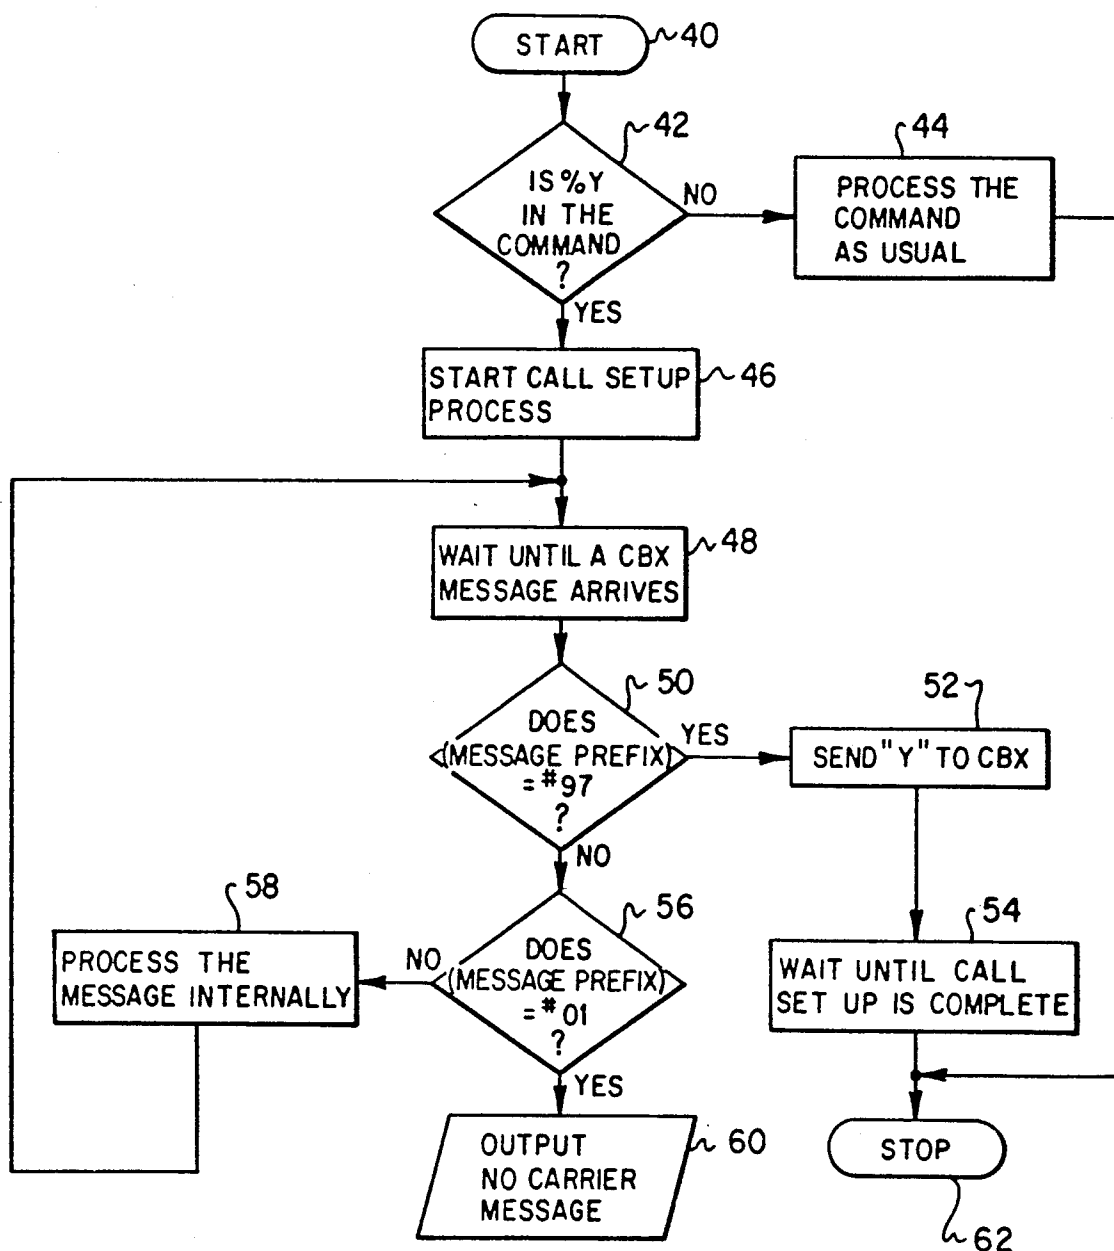 START
40
42
IS %Y
IN THE
COMMAND
?
NO
44
PROCESS THE
COMMAND
AS USUAL
YES
START CALL SETUP
PROCESS
46
WAIT UNTIL A CBX
MESSAGE ARRIVES
48
50
DOES
(MESSAGE PREFIX)
= #97
?
YES
52
SEND "Y" TO CBX
NO
54
WAIT UNTIL CALL
SET UP IS COMPLETE
56
DOES
(MESSAGE PREFIX)
= #01
?
NO
58
PROCESS THE
MESSAGE INTERNALLY
YES
OUTPUT
NO CARRIER
MESSAGE
60
STOP
62